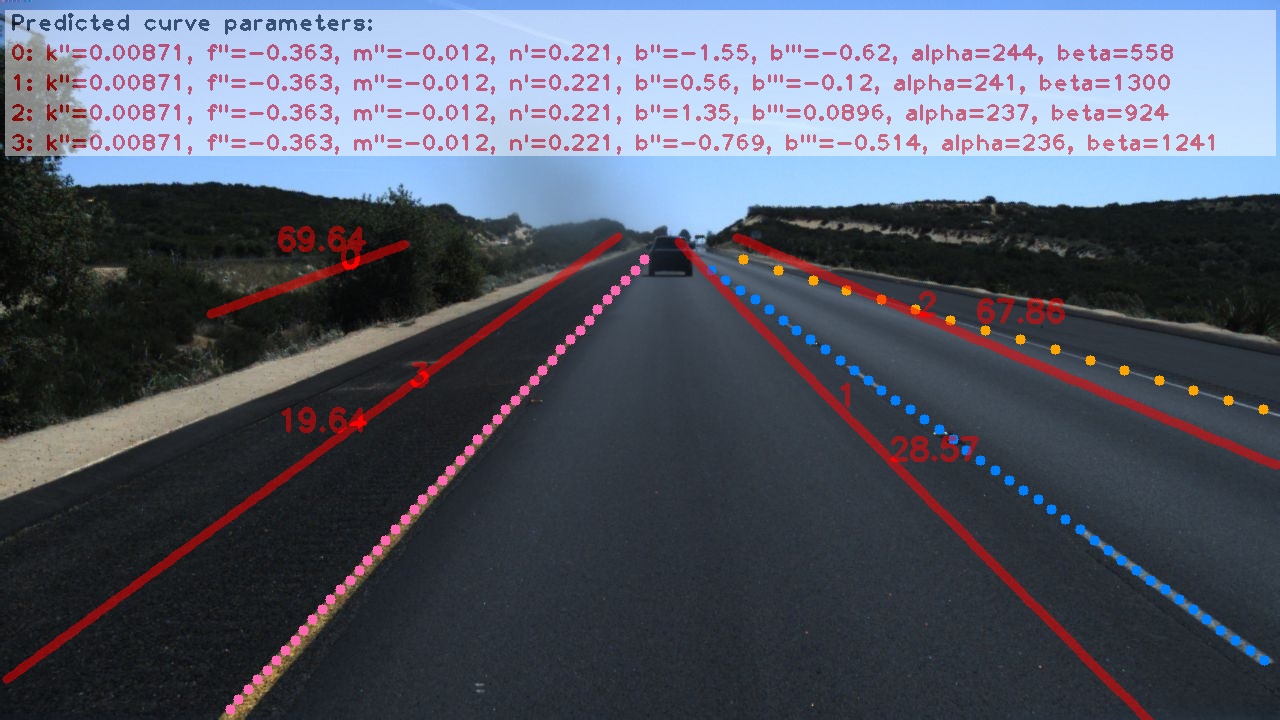 Predicted curve parameters:
0: k''=0.00871, f''=-0.363, m''=-0.012, n'=0.221, b''=-1.55, b'''=-0.62, alpha=244, beta=558
1: k''=0.00871, f''=-0.363, m''=-0.012, n'=0.221, b''=0.56, b'''=-0.12, alpha=241, beta=1300
2: k''=0.00871, f''=-0.363, m''=-0.012, n'=0.221, b''=1.35, b'''=0.0896, alpha=237, beta=924
3: k''=0.00871, f''=-0.363, m''=-0.012, n'=0.221, b''=-0.769, b'''=-0.514, alpha=236, beta=1241
69.64
0
2
67.86
3
1
19.64
28.57